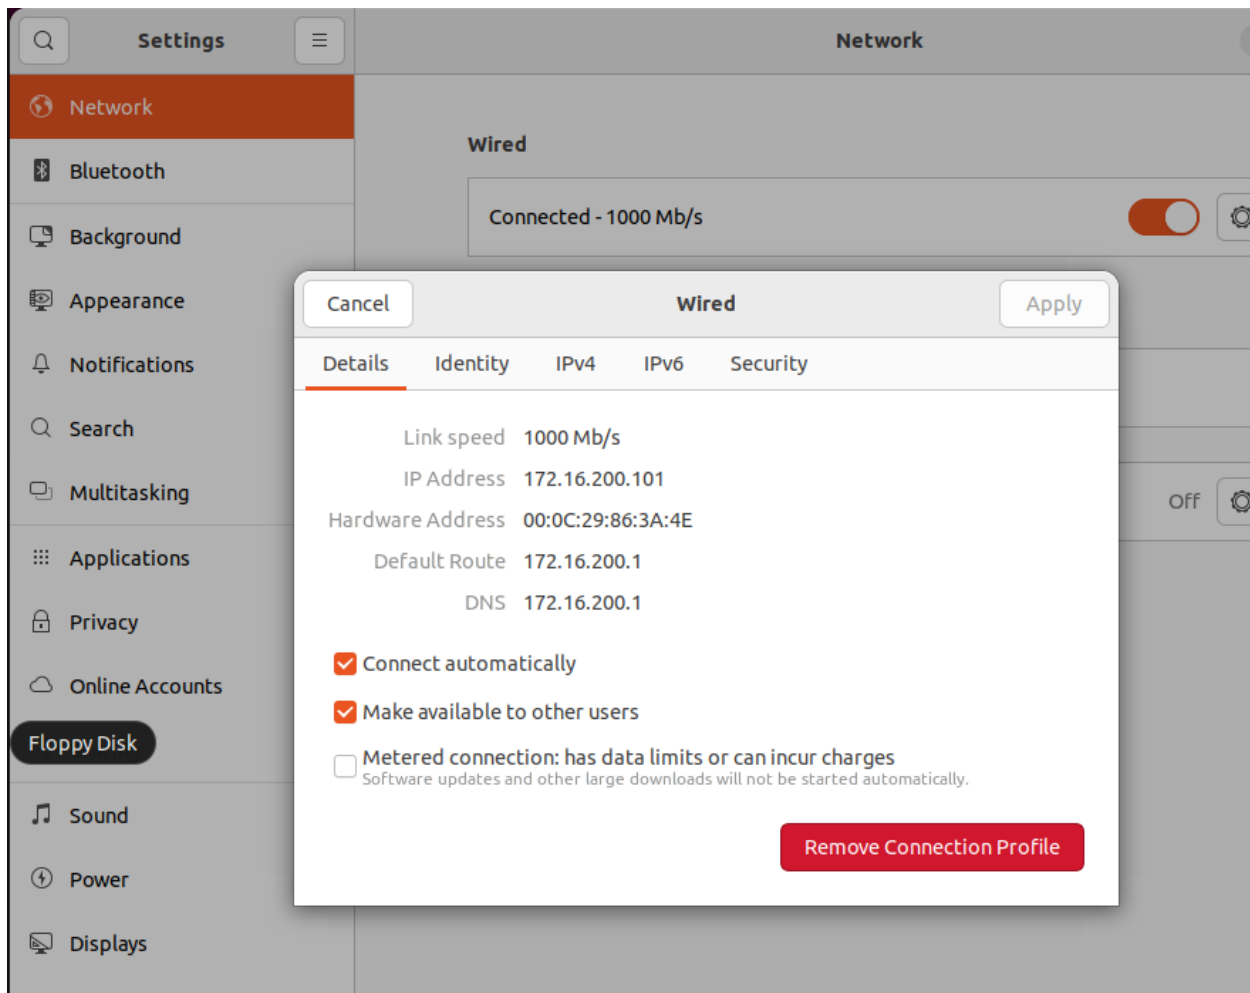 Settings
Network
Network
Bluetooth
Background
Appearance
Notifications
Search
Multitasking
Applications
Privacy
Online Accounts
Floppy Disk
Sound
Power
Displays
Wired
Connected - 1000 Mb/s
Off
Cancel
Wired
Apply
Details Identity IPv4 IPv6 Security
Link speed 1000 Mb/s
IP Address 172.16.200.101
Hardware Address 00:0C:29:86:3A:4E
Default Route 172.16.200.1
DNS 172.16.200.1
Connect automatically
Make available to other users
Metered connection: has data limits or can incur charges
Software updates and other large downloads will not be started automatically.
Remove Connection Profile